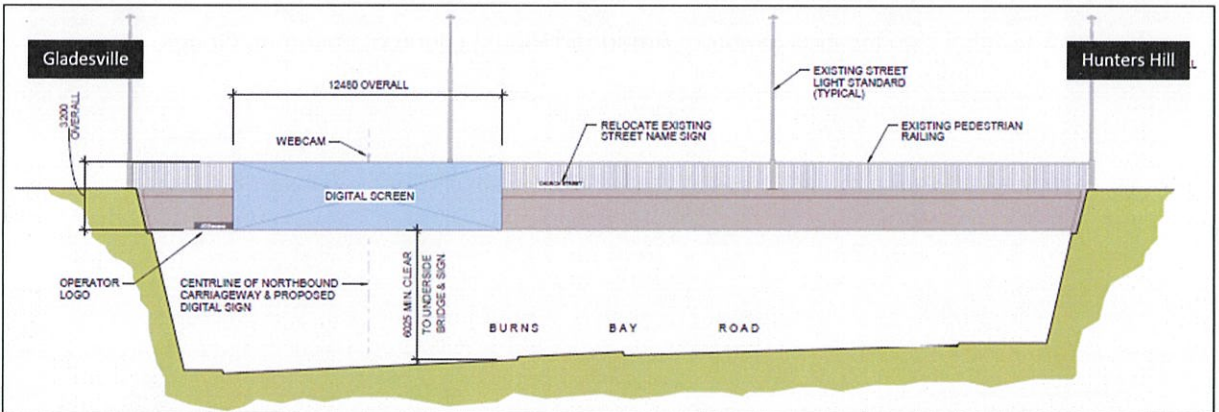 Gladesville
Hunters Hill
12480 OVERALL
3200
OVERALL
WEBCAM
EXISTING STREET
LIGHT STANDARD
(TYPICAL)
RELOCATE EXISTING
STREET NAME SIGN
EXISTING PEDESTRIAN
RAILING
CHURCH STREET
DIGITAL SCREEN
OPERATOR
LOGO
CENTRLINE OF NORTHBOUND
CARRIAGEWAY & PROPOSED
DIGITAL SIGN
6025 MIN. CLEAR
TO UNDERSIDE
BRIDGE & SIGN
BURNS BAY ROAD